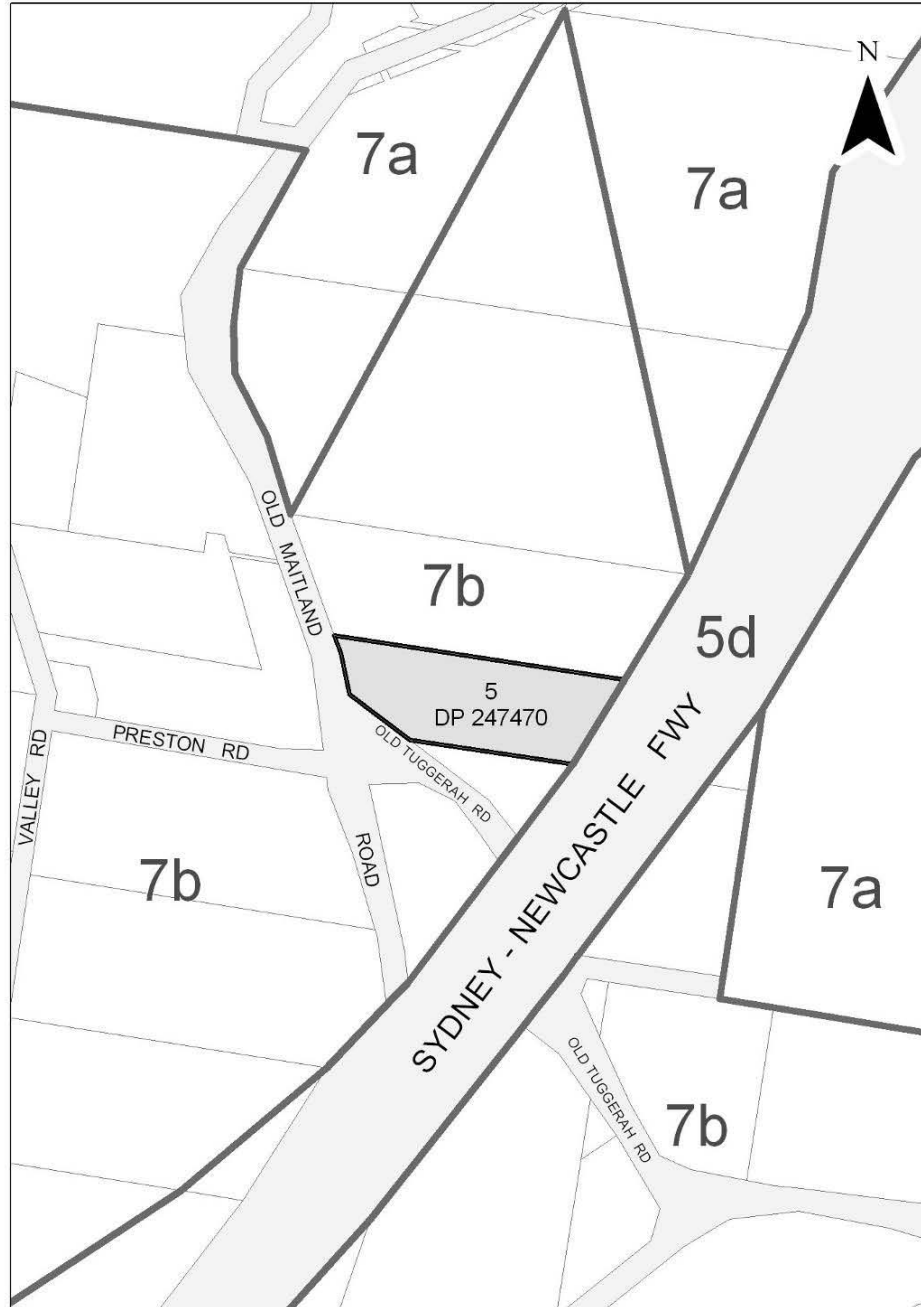 N
7a
7a
OLD MAITLAND
7b
5d
5
DP 247470
PRESTON RD
OLD TUGGERAH RD
VALLEY RD
ROAD
7b
SYDNEY - NEWCASTLE FWY
7a
OLD TUGGERAH RD
7b